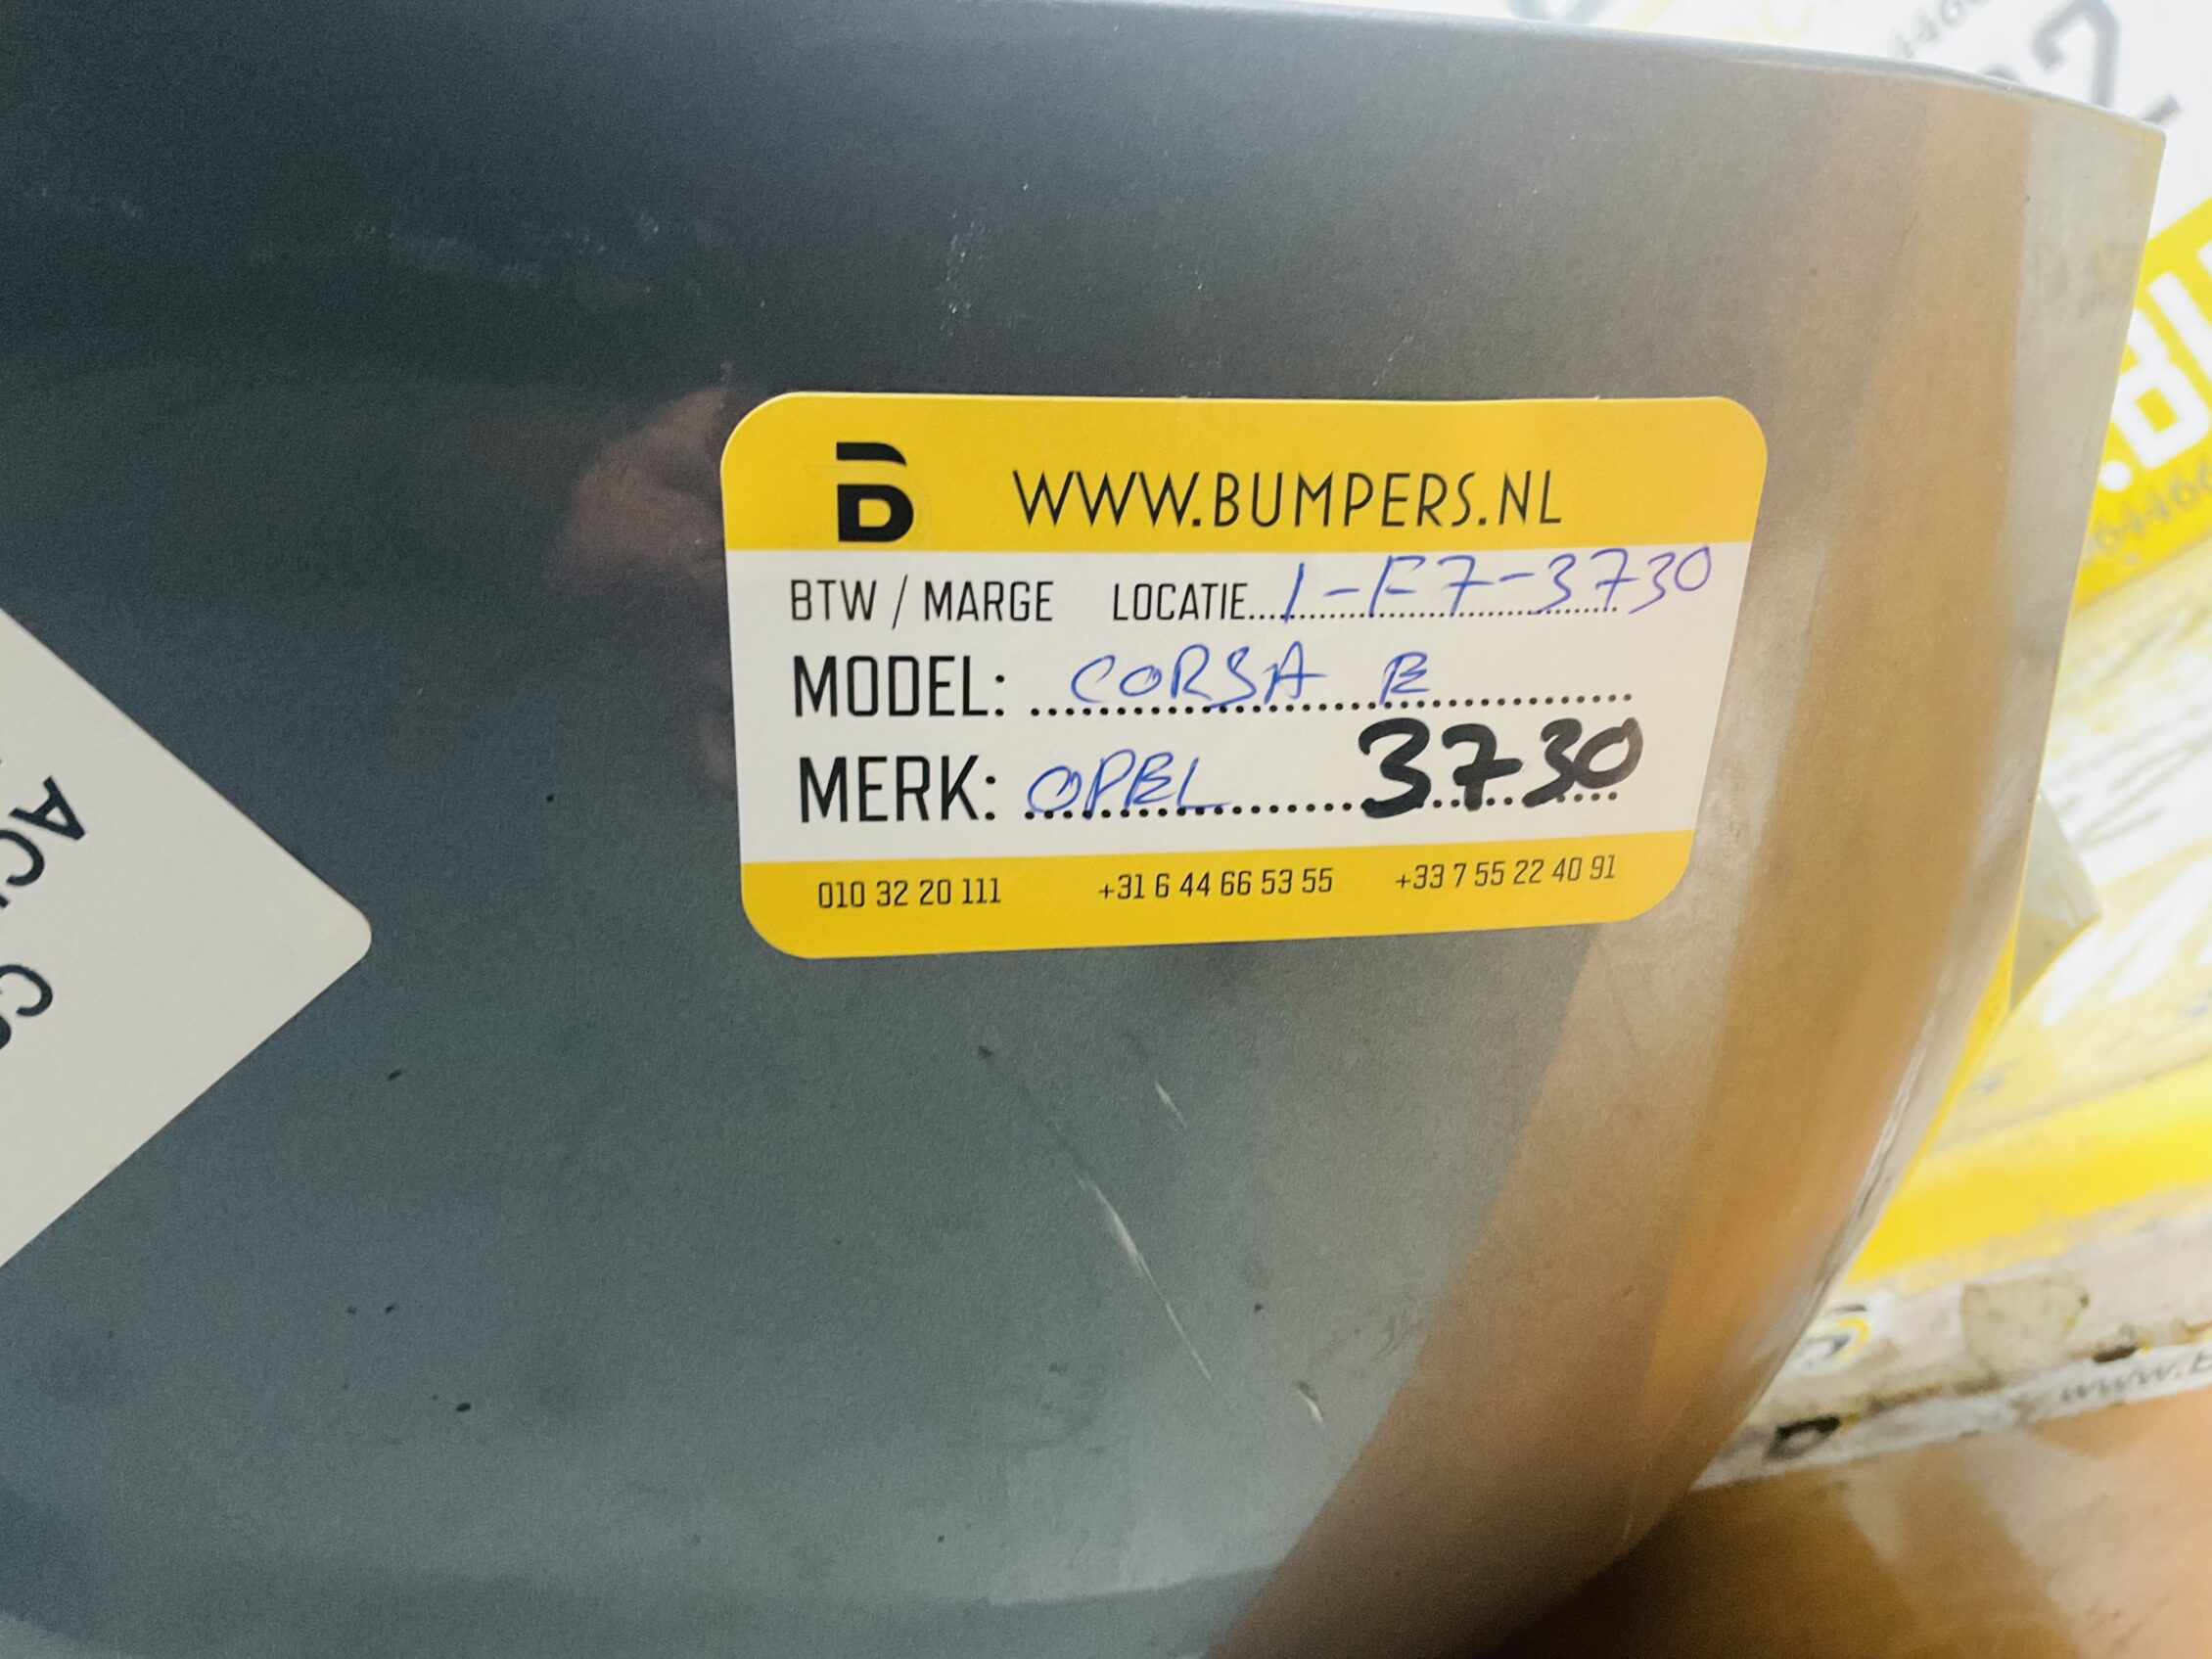 WWW.BUMPERS.NL
BTW / MARGE LOCATIE 1-F7-3730
MODEL: CORSA E
MERK: OPEL 3730
010 32 20 111 +31 6 44 66 53 55 +33 7 55 22 40 91